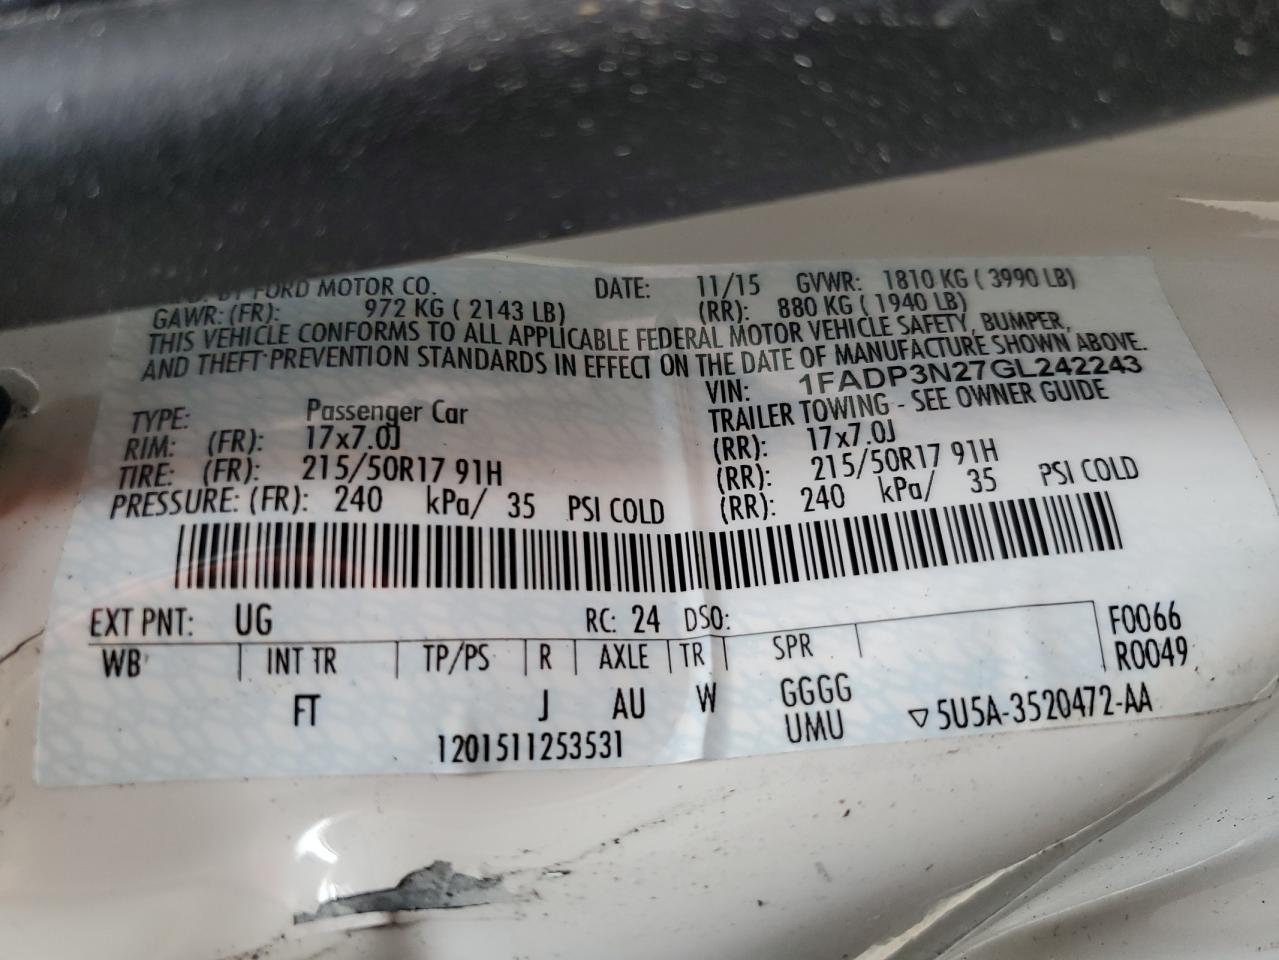 FORD MOTOR CO. DATE: 11/15 GVWR: 1810 KG ( 3990 LB)
GAWR: (FR): 972 KG ( 2143 LB) (RR): 880 KG ( 1940 LB)
THIS VEHICLE CONFORMS TO ALL APPLICABLE FEDERAL MOTOR VEHICLE SAFETY, BUMPER,
AND THEFT PREVENTION STANDARDS IN EFFECT ON THE DATE OF MANUFACTURE SHOWN ABOVE.
VIN: 1FADP3N27GL242243
TYPE: Passenger Car TRAILER TOWING - SEE OWNER GUIDE
RIM: (FR): 17x7.0J (RR): 17x7.0J
TIRE: (FR): 215/50R17 91H (RR): 215/50R17 91H
PRESSURE: (FR): 240 kPa/ 35 PSI COLD (RR): 240 kPa/ 35 PSI COLD
EXT PNT: UG RC: 24 DSO: F0066
WB INT TR TP/PS R AXLE TR SPR R0049
FT J AU W GGGG
UMU ▽ 5U5A-3520472-AA
1201511253531